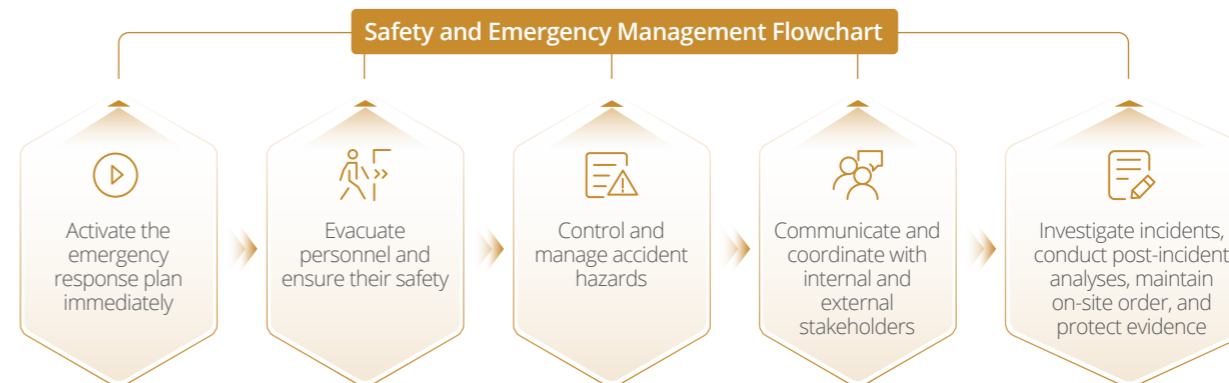 Safety and Emergency Management Flowchart
Activate the
emergency
response plan
immediately
Evacuate
personnel and
ensure their safety
Control and
manage accident
hazards
Communicate and
coordinate with
internal and
external
stakeholders
Investigate incidents,
conduct post-incident
analyses, maintain
on-site order, and
protect evidence